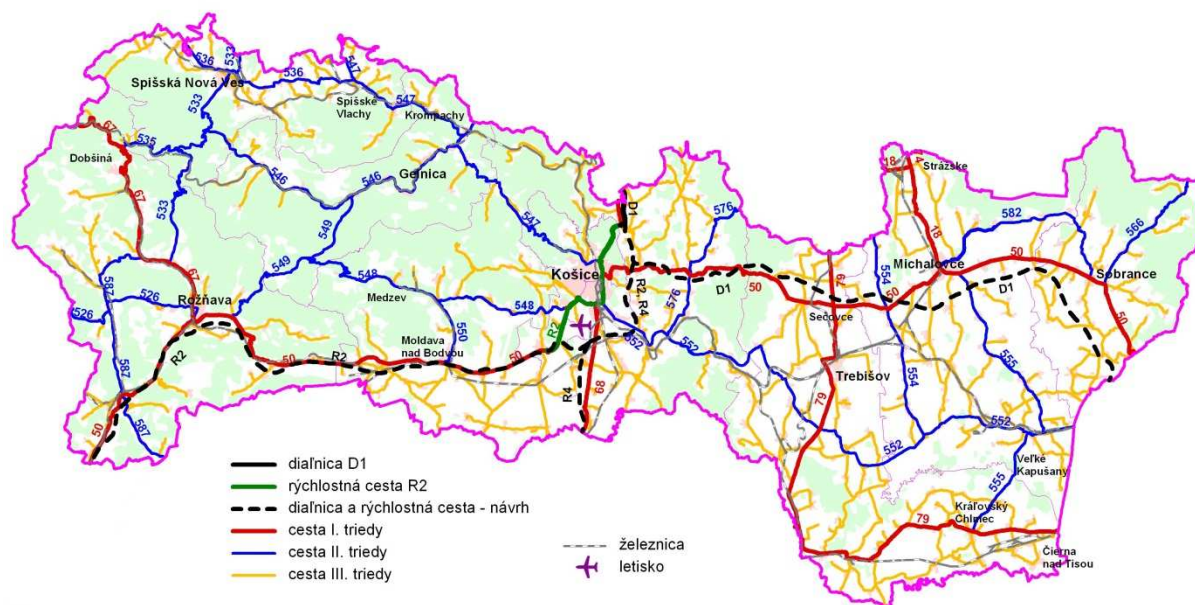 536
533
Spišská Nová Ves
536
547
533
Spišské
Vlachy
547
Krompachy
67
535
Dobšiná
546
546
Gelnica
67
533
549
547
D1
576
18
74
Strážske
18
582
566
Košice
67
549
548
R2, R4
D1
50
79
554
Michalovce
50
D1
Sobrance
50
587
526
526
Rožňava
Medzev
548
576
Sečovce
50
550
R2
552
552
555
R2
Moldava
nad Bodvou
50
R2
50
587
R4
68
Trebišov
554
79
50
587
552
552
Veľké
Kapušany
555
79
Kráľovský
Chlmec
Čierna
nad Tisou
diaľnica D1
rýchlostná cesta R2
diaľnica a rýchlostná cesta - návrh
cesta I. triedy
cesta II. triedy
cesta III. triedy
železnica
letisko